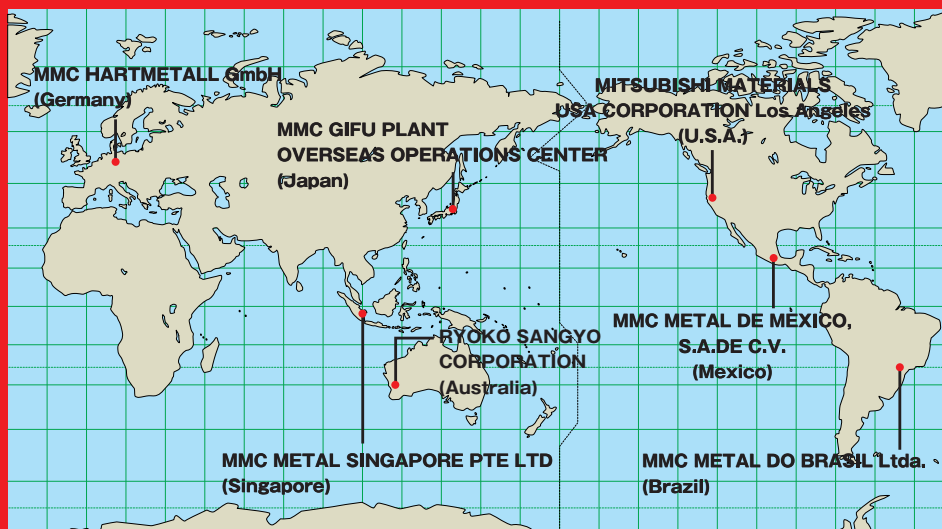 MMC HARTMETALL GmbH
(Germany)
MMC GIFU PLANT
OVERSEAS OPERATIONS CENTER
(Japan)
MITSUBISHI MATERIALS
USA CORPORATION Los Angeles
(U.S.A.)
RYOKO SANGYO
CORPORATION
(Australia)
MMC METAL DE MÉXICO,
S.A.DE C.V.
(Mexico)
MMC METAL SINGAPORE PTE LTD
(Singapore)
MMC METAL DO BRASIL Ltda.
(Brazil)